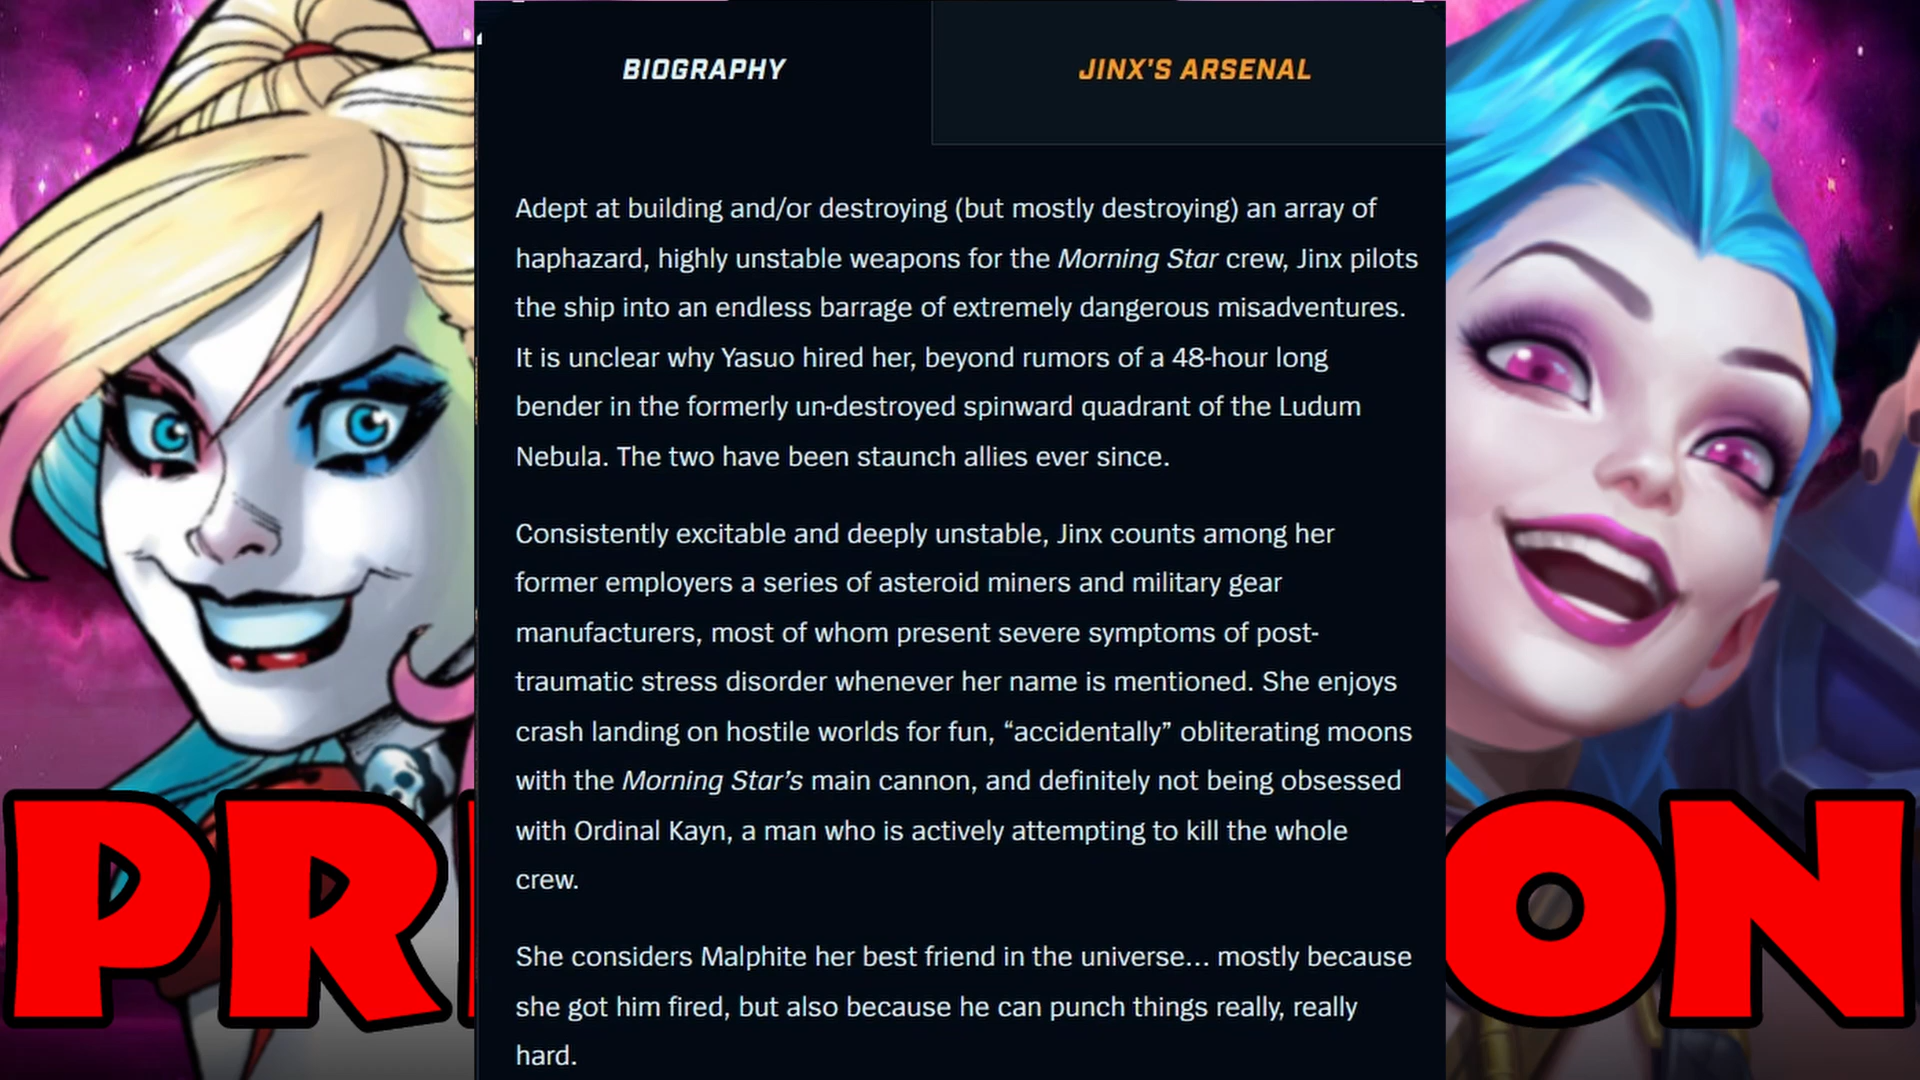 BIOGRAPHY
JINX'S ARSENAL
Adept at building and/or destroying (but mostly destroying) an array of
haphazard, highly unstable weapons for the Morning Star crew, Jinx pilots
the ship into an endless barrage of extremely dangerous misadventures.
It is unclear why Yasuo hired her, beyond rumors of a 48-hour long
bender in the formerly un-destroyed spinward quadrant of the Ludum
Nebula. The two have been staunch allies ever since.
Consistently excitable and deeply unstable, Jinx counts among her
former employers a series of asteroid miners and military gear
manufacturers, most of whom present severe symptoms of post-
traumatic stress disorder whenever her name is mentioned. She enjoys
crash landing on hostile worlds for fun, “accidentally” obliterating moons
with the Morning Star’s main cannon, and definitely not being obsessed
with Ordinal Kayn, a man who is actively attempting to kill the whole
crew.
She considers Malphite her best friend in the universe... mostly because
she got him fired, but also because he can punch things really, really
hard.
PR
ON